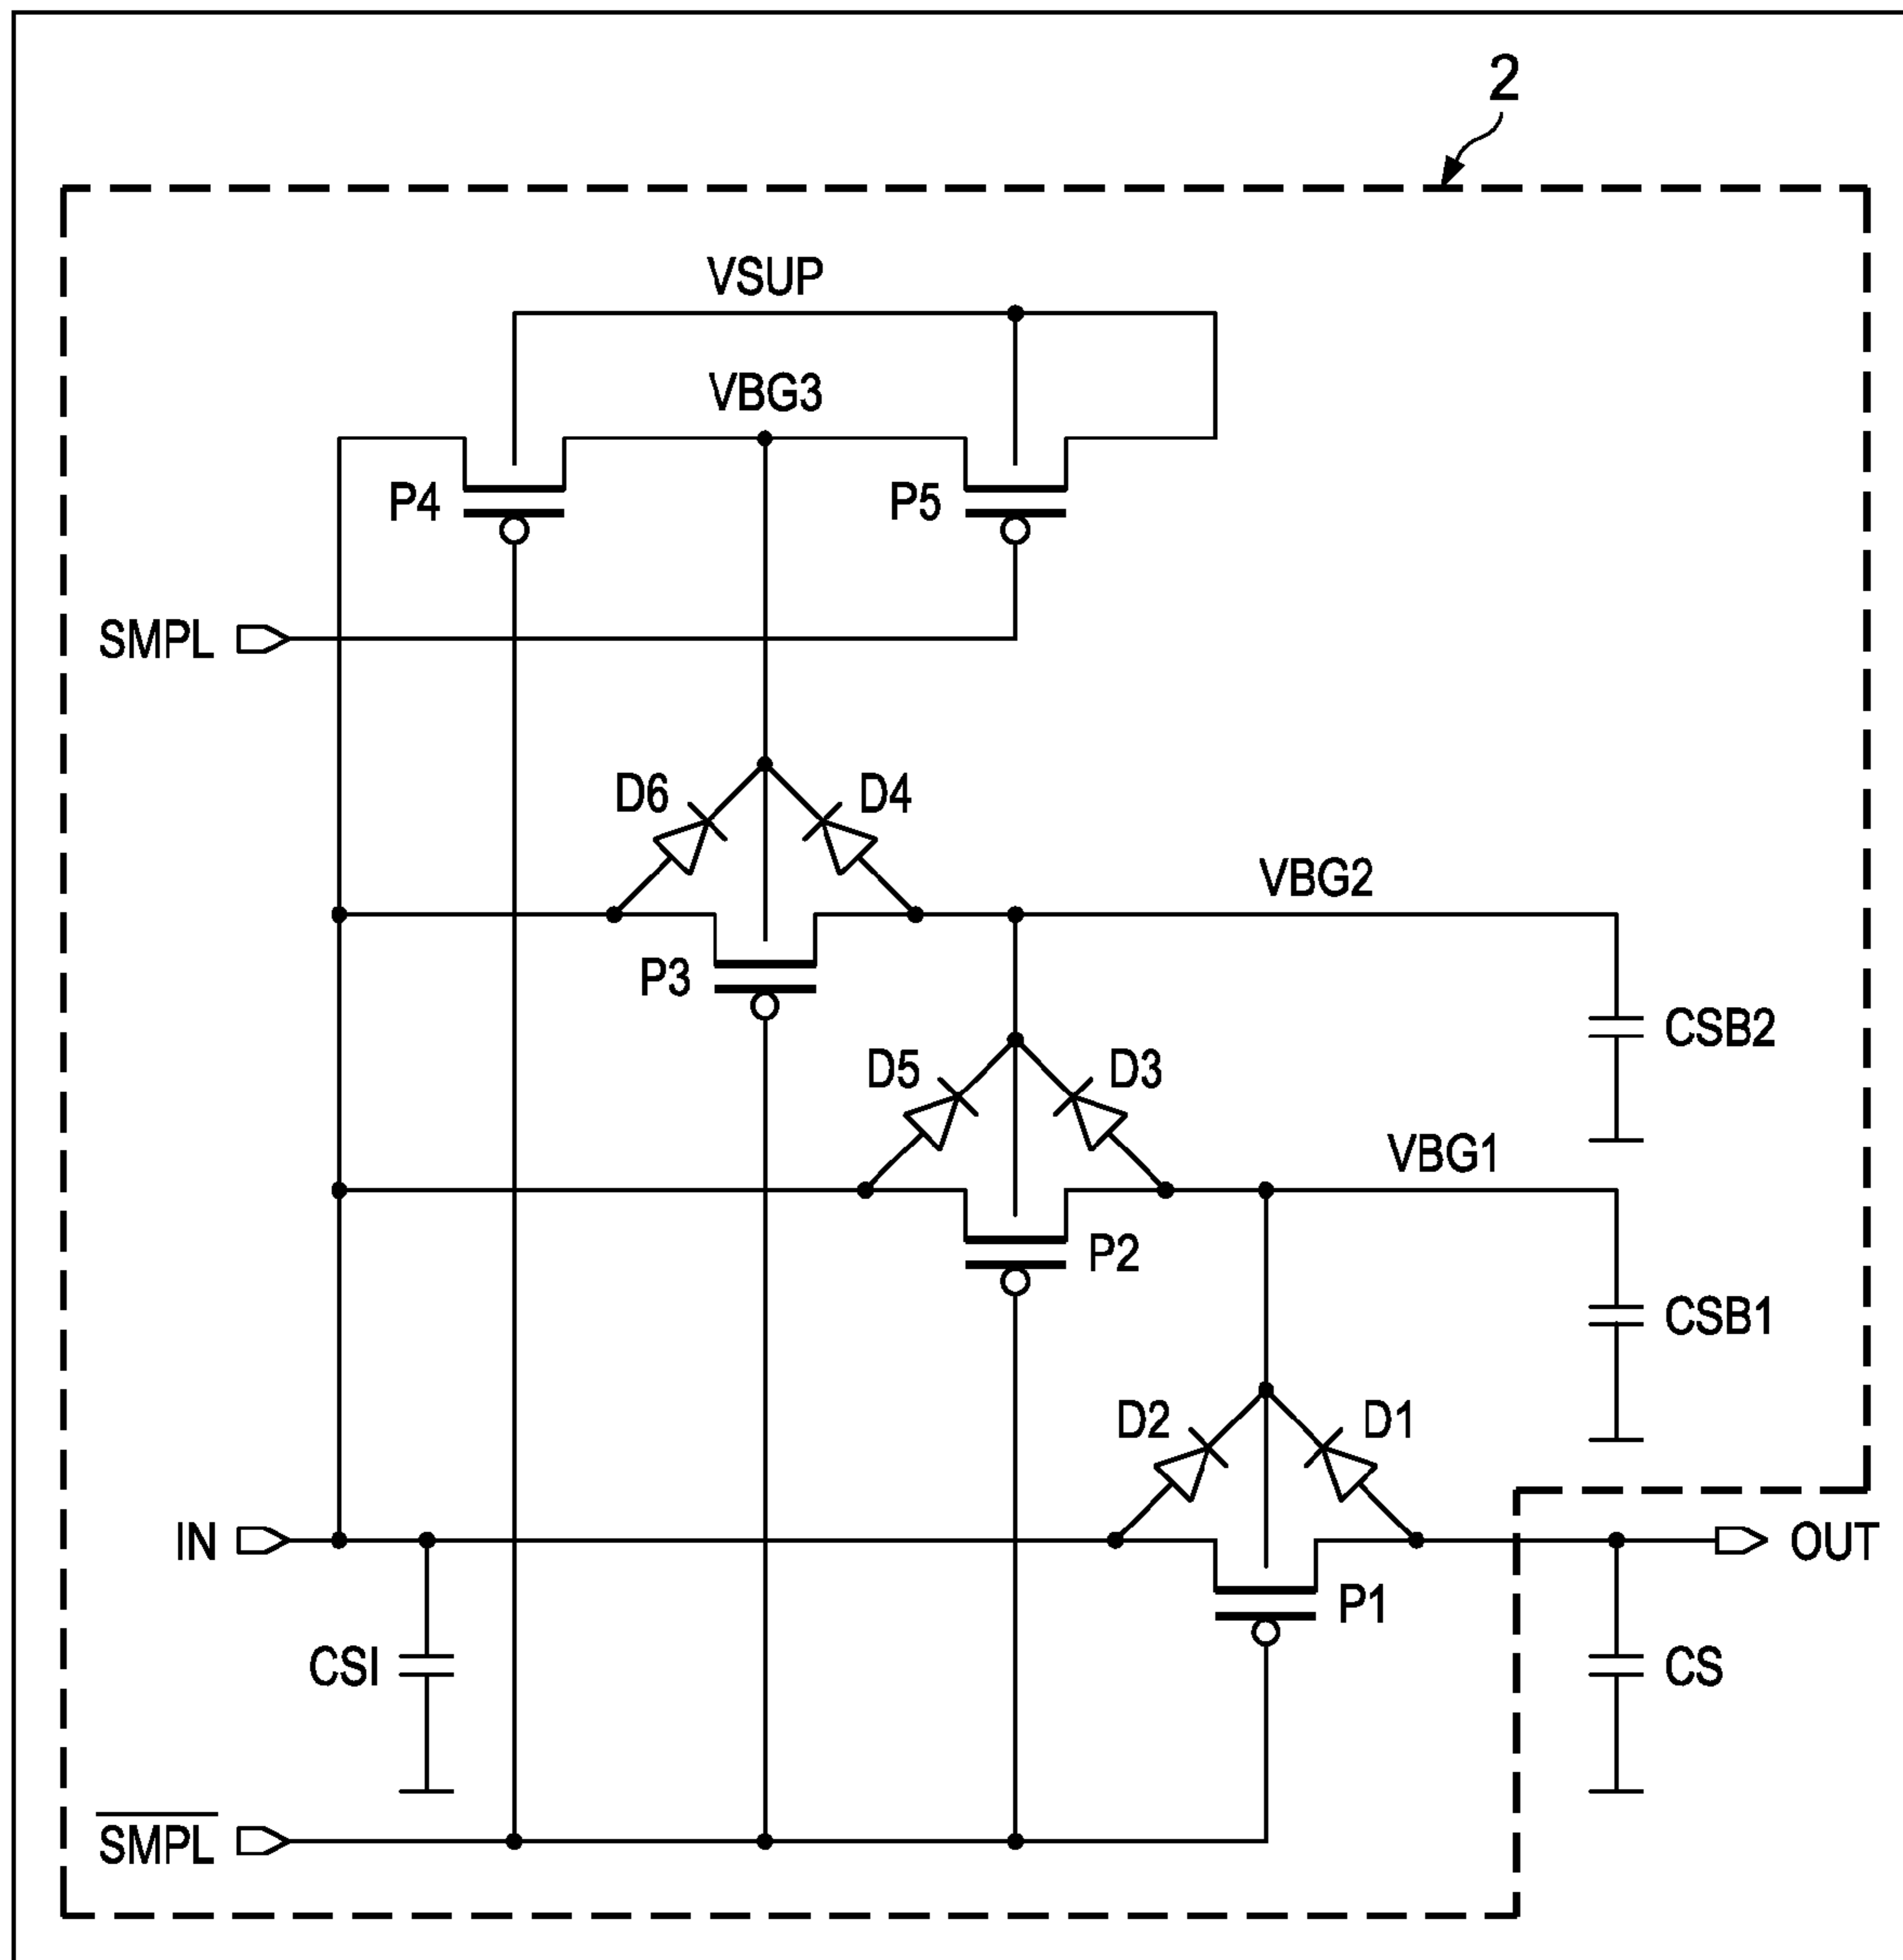 2
VSUP
VBG3
P4
P5
SMPL
D6
D4
VBG2
P3
CSB2
D5
D3
VBG1
P2
CSB1
D2
D1
IN
OUT
P1
CSI
CS
S̅M̅P̅L̅